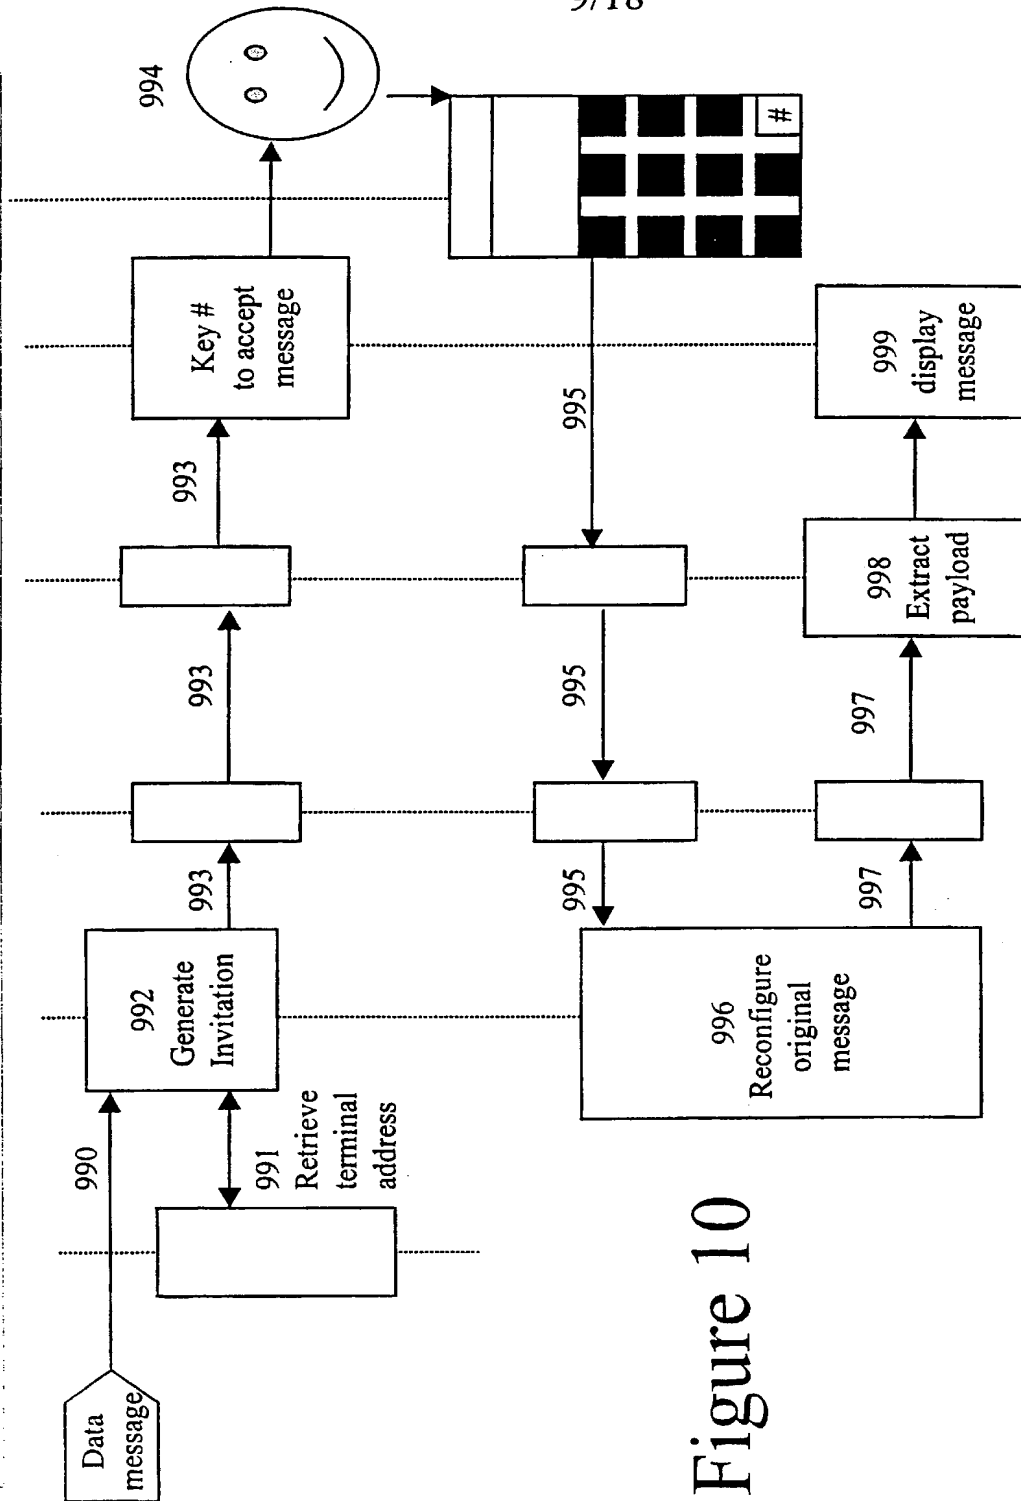 9/18
Data
message
990
991
Retrieve
terminal
address
992
Generate
Invitation
993
993
993
Key #
to accept
message
994
#
995
995
995
996
Reconfigure
original
message
997
997
998
Extract
payload
999
display
message
Figure 10